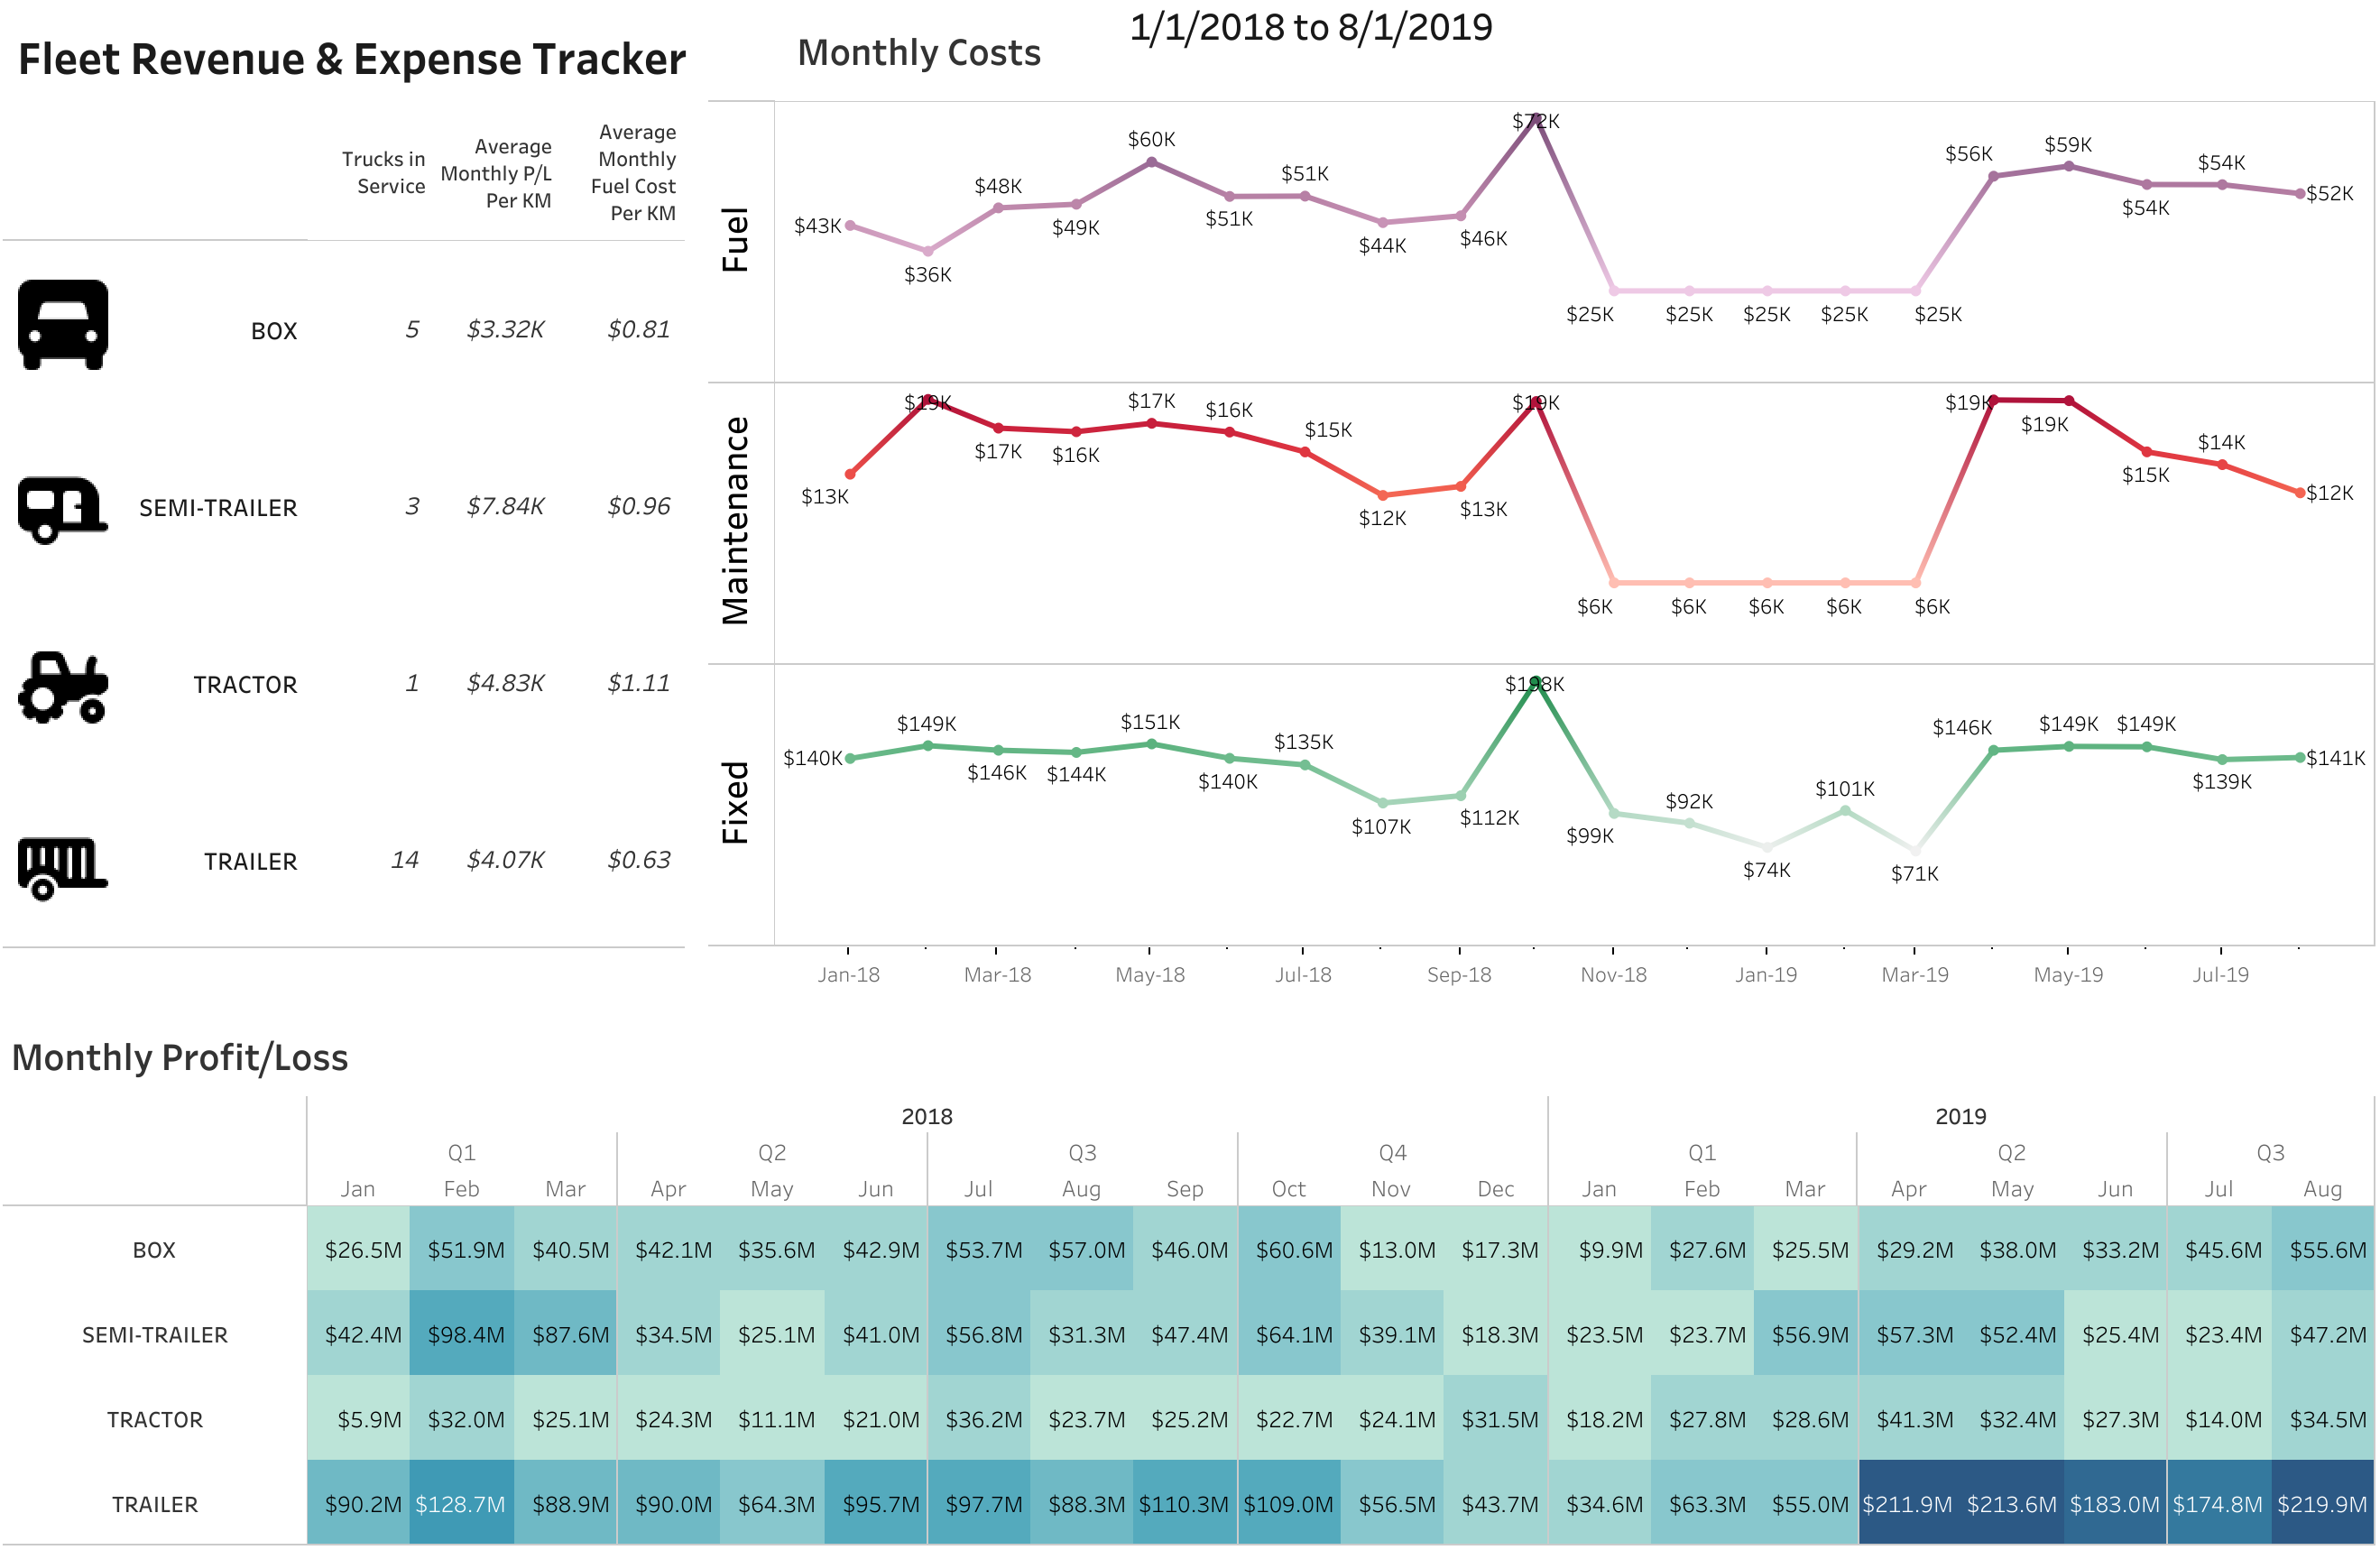 1/1/2018 to 8/1/2019
Fleet Revenue & Expense Tracker
Trucks in Service
Average Monthly P/L Per KM
Average Monthly Fuel Cost Per KM
BOX 5 $3.32K $0.81
SEMI-TRAILER 3 $7.84K $0.96
TRACTOR 1 $4.83K $1.11
TRAILER 14 $4.07K $0.63
Monthly Costs
Fuel
$43K $36K $48K $49K $60K $51K $51K $44K $46K $72K $25K $25K $25K $25K $25K $56K $59K $54K $54K $52K
Maintenance
$13K $19K $17K $16K $17K $16K $15K $12K $13K $19K $6K $6K $6K $6K $6K $19K $19K $15K $14K $12K
Fixed
$140K $149K $146K $144K $151K $140K $135K $107K $112K $198K $99K $92K $74K $101K $71K $146K $149K $149K $139K $141K
Jan-18 Mar-18 May-18 Jul-18 Sep-18 Nov-18 Jan-19 Mar-19 May-19 Jul-19
Monthly Profit/Loss
2018 2019
Q1 Q2 Q3 Q4 Q1 Q2 Q3
Jan Feb Mar Apr May Jun Jul Aug Sep Oct Nov Dec Jan Feb Mar Apr May Jun Jul Aug
BOX $26.5M $51.9M $40.5M $42.1M $35.6M $42.9M $53.7M $57.0M $46.0M $60.6M $13.0M $17.3M $9.9M $27.6M $25.5M $29.2M $38.0M $33.2M $45.6M $55.6M
SEMI-TRAILER $42.4M $98.4M $87.6M $34.5M $25.1M $41.0M $56.8M $31.3M $47.4M $64.1M $39.1M $18.3M $23.5M $23.7M $56.9M $57.3M $52.4M $25.4M $23.4M $47.2M
TRACTOR $5.9M $32.0M $25.1M $24.3M $11.1M $21.0M $36.2M $23.7M $25.2M $22.7M $24.1M $31.5M $18.2M $27.8M $28.6M $41.3M $32.4M $27.3M $14.0M $34.5M
TRAILER $90.2M $128.7M $88.9M $90.0M $64.3M $95.7M $97.7M $88.3M $110.3M $109.0M $56.5M $43.7M $34.6M $63.3M $55.0M $211.9M $213.6M $183.0M $174.8M $219.9M